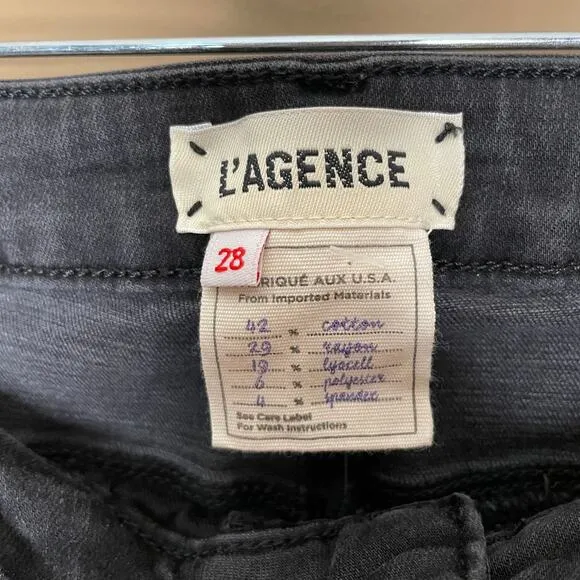 L'AGENCE
28
RIQUÉ AUX U.S.A.
From Imported Materials
42 % cotton
29 % rayon
19 % lyocell
6 % polyester
4 % spandex
See Care Label
For Wash Instructions